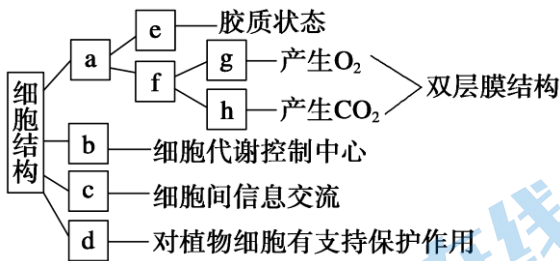 细胞结构
a
e
胶质状态
f
g
产生O₂
h
产生CO₂
双层膜结构
b
细胞代谢控制中心
c
细胞间信息交流
d
对植物细胞有支持保护作用
在线